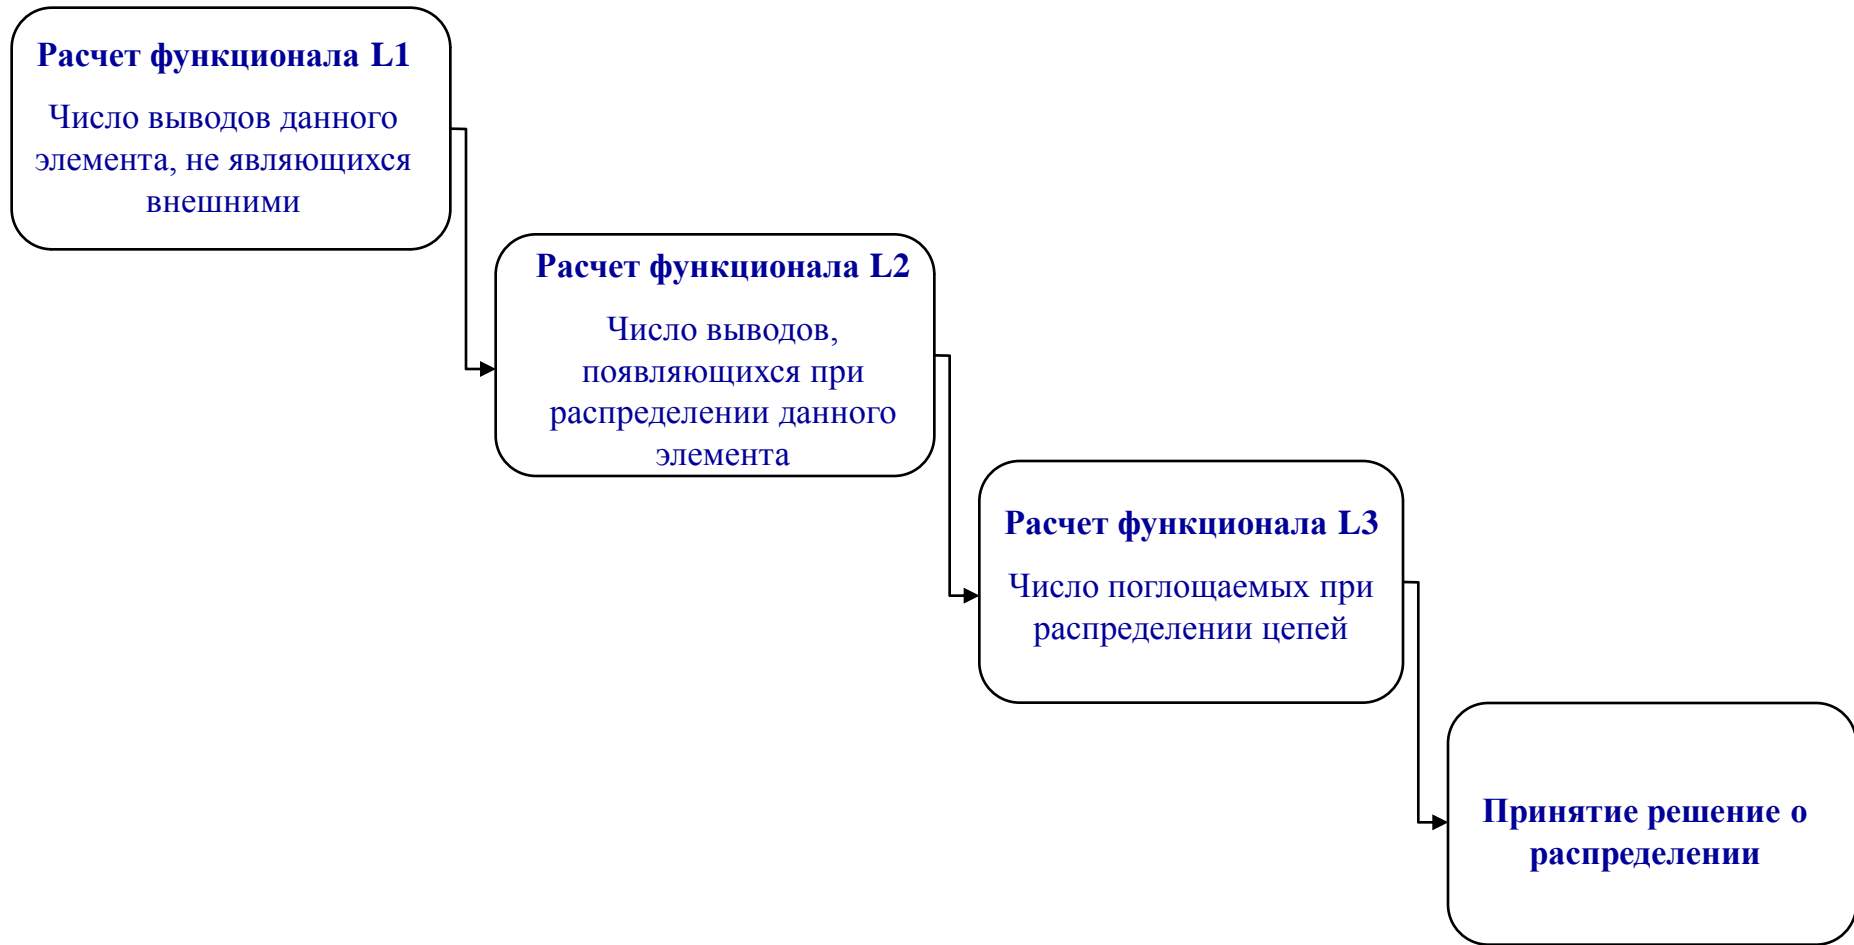 Расчет функционала L1
Число выводов данного
элемента, не являющихся
внешними
Расчет функционала L2
Число выводов,
появляющихся при
распределении данного
элемента
Расчет функционала L3
Число поглощаемых при
распределении цепей
Принятие решение о
распределении